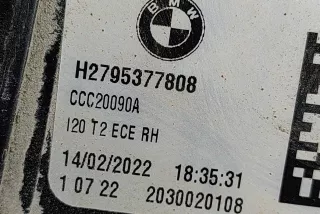 BMW
H2795377808
CCC20090A
I20 T2 ECE RH
14/02/2022 18:35:31
1 07 22 2030020108